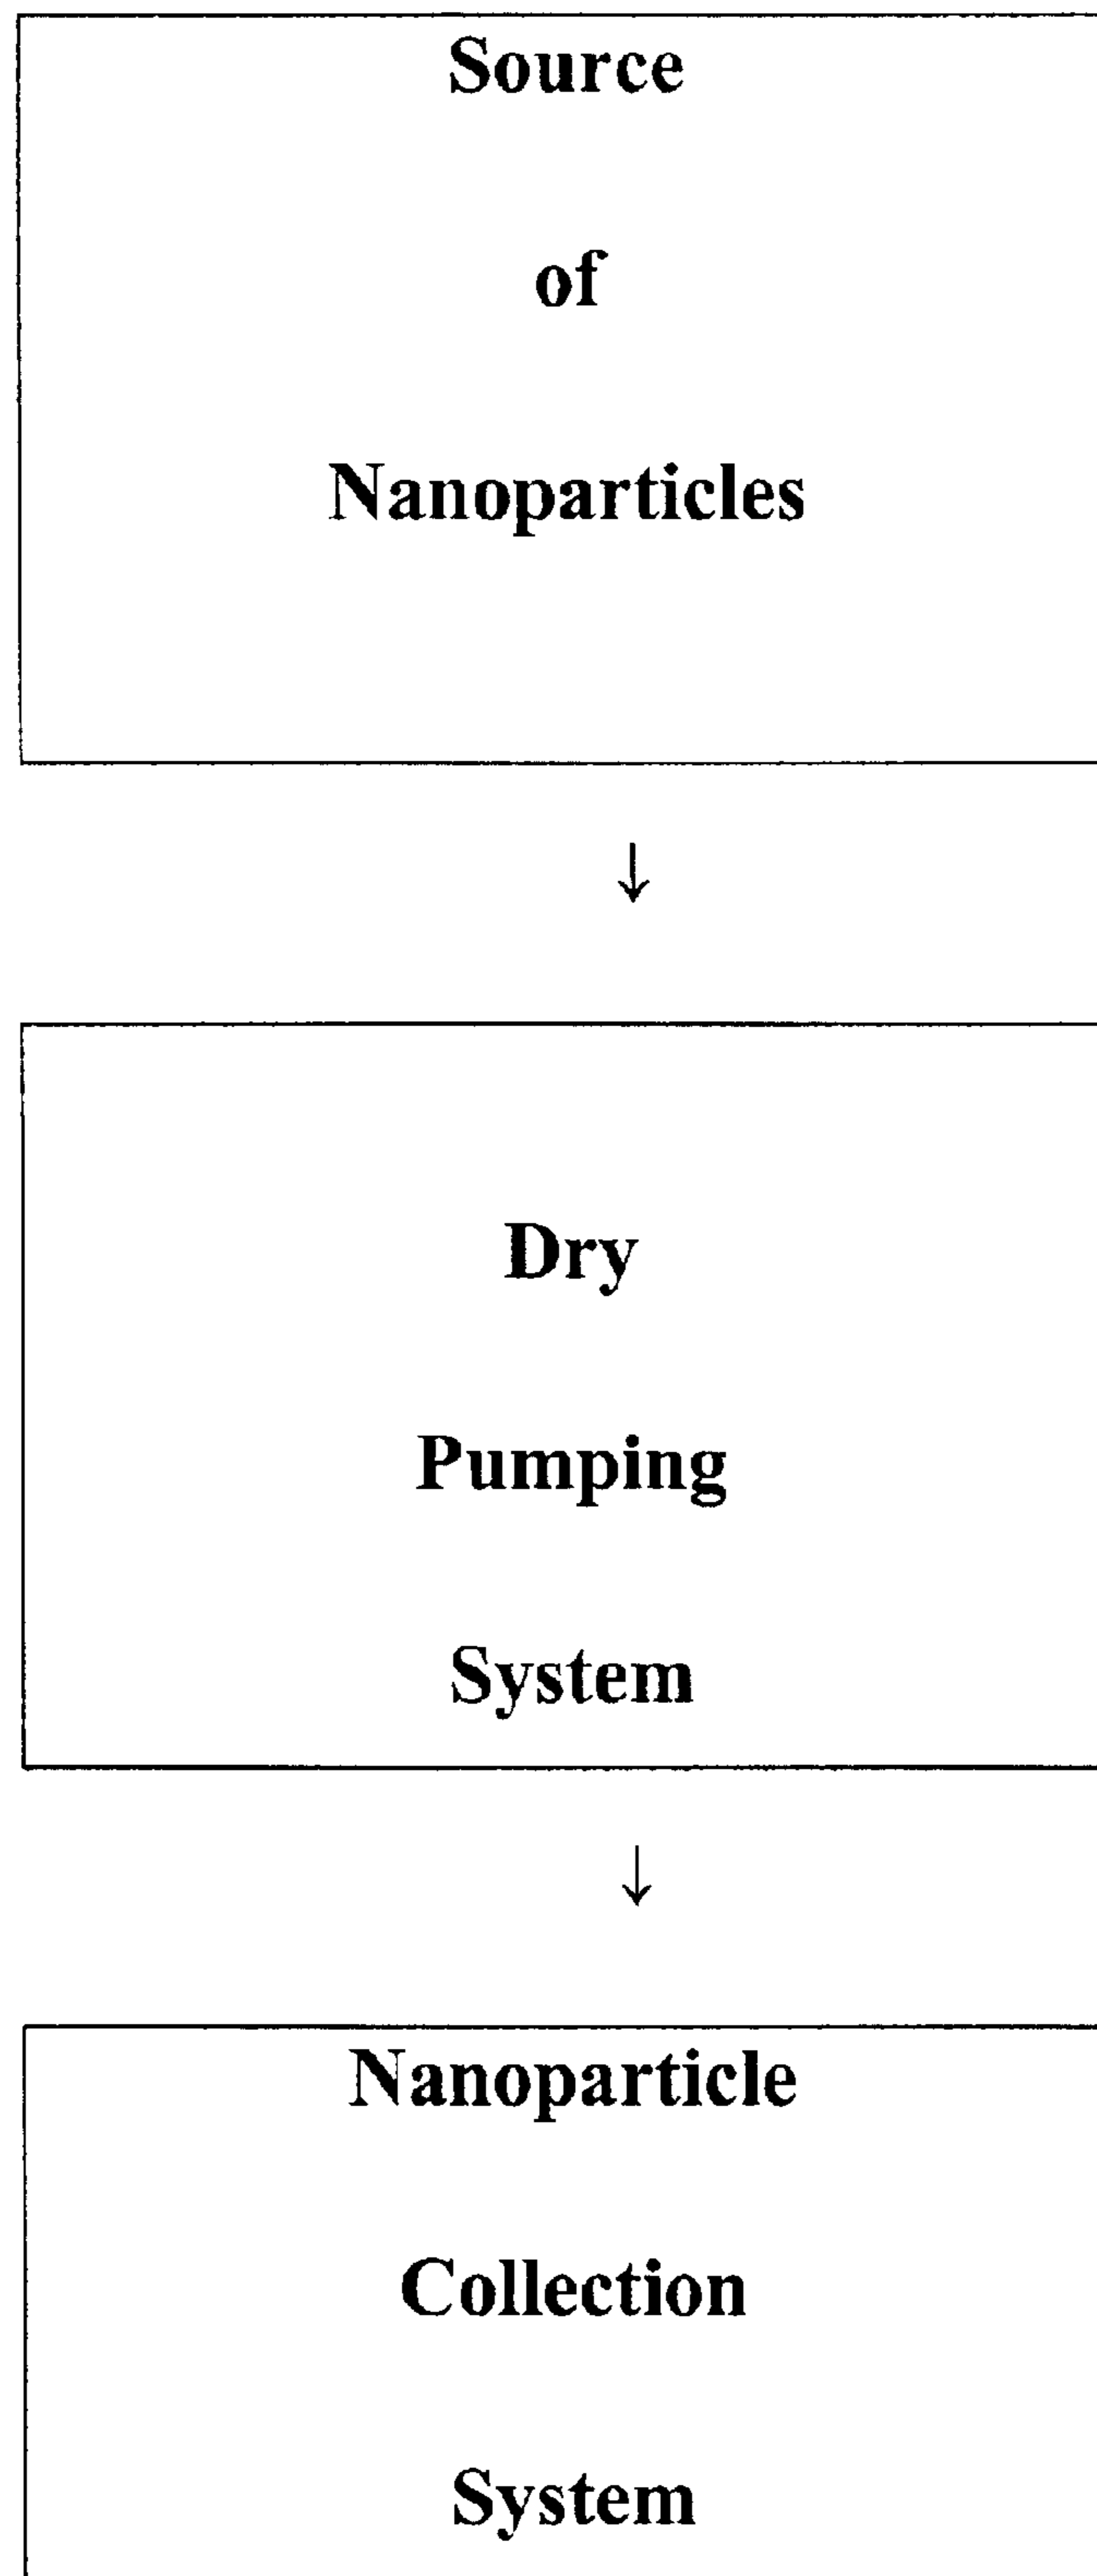 Source
of
Nanoparticles
↓
Dry
Pumping
System
↓
Nanoparticle
Collection
System